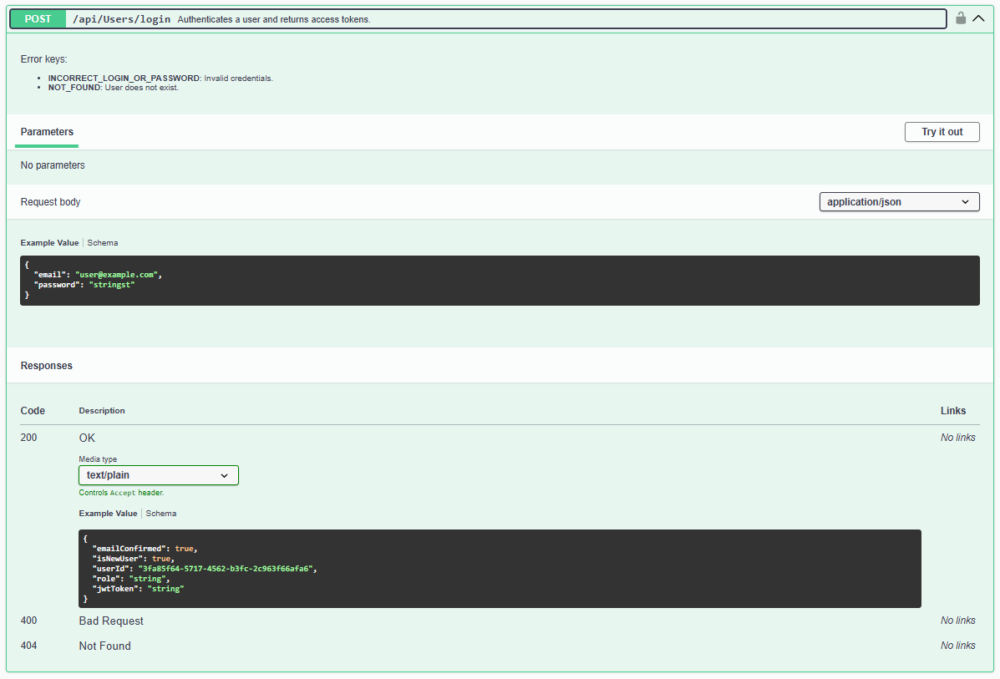 POST /api/Users/login Authenticates a user and returns access tokens.
Error keys:
• INCORRECT_LOGIN_OR_PASSWORD: Invalid credentials.
• NOT_FOUND: User does not exist.
Parameters
Try it out
No parameters
Request body
application/json
Example Value | Schema
{
  "email": "user@example.com",
  "password": "stringst"
}
Responses
Code Description Links
200 OK No links
Media type
text/plain
Controls Accept header.
Example Value | Schema
{
  "emailConfirmed": true,
  "isNewUser": true,
  "userId": "3fa85f64-5717-4562-b3fc-2c963f66afa6",
  "role": "string",
  "jwtToken": "string"
}
400 Bad Request No links
404 Not Found No links